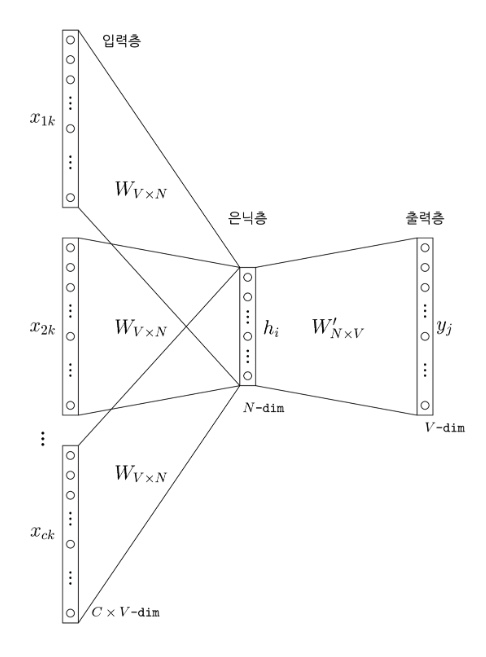 입력층
x_{1k}
W_{V×N}
은닉층
출력층
x_{2k}
W_{V×N}
h_i
W'_{N×V}
y_j
N-dim
V-dim
W_{V×N}
x_{ck}
C × V-dim